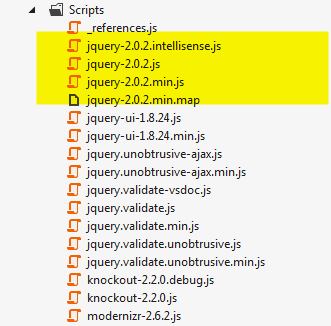 Scripts
_references.js
jquery-2.0.2.intellisense.js
jquery-2.0.2.js
jquery-2.0.2.min.js
jquery-2.0.2.min.map
jquery-ui-1.8.24.js
jquery-ui-1.8.24.min.js
jquery.unobtrusive-ajax.js
jquery.unobtrusive-ajax.min.js
jquery.validate-vsdoc.js
jquery.validate.js
jquery.validate.min.js
jquery.validate.unobtrusive.js
jquery.validate.unobtrusive.min.js
knockout-2.2.0.debug.js
knockout-2.2.0.js
modernizr-2.6.2.js